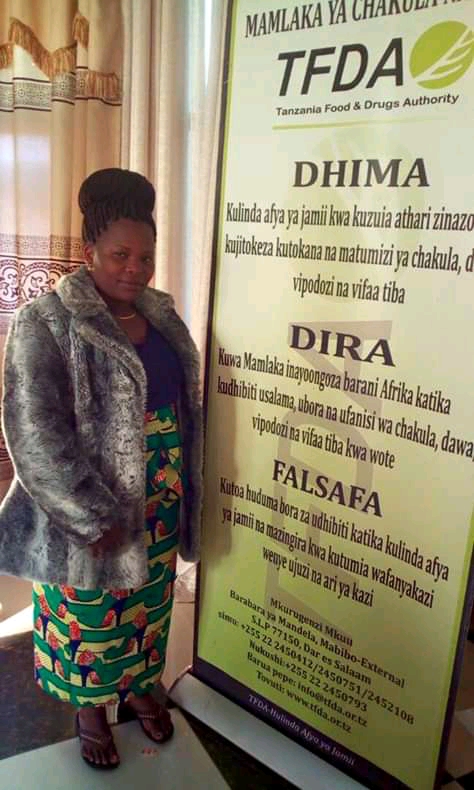 MAMLAKA YA CHAKULA
TFDA
Tanzania Food & Drugs Authority
DHIMA
Kulinda afya ya jamii kwa kuzuia athari zinazo
kujitokeza kutokana na matumizi ya chakula, d
vipodozi na vifaa tiba
DIRA
Kuwa Mamlaka inayoongoza barani Afrika katika
kudhibiti usalama, ubora na ufanisi wa chakula, dawa,
vipodozi na vifaa tiba kwa wote
FALSAFA
Kutoa huduma bora za udhibiti katika kulinda afya
ya jamii na mazingira kwa kutumia wafanyakazi
wenye ujuzi na ari ya kazi
Mkurugenzi Mkuu
Barabara ya Mandela, Mabibo-External
S.L.P 77150, Dar es Salaam
simu: +255 22 2450412/2450751/2452108
Nukushi:+255 22 2450793
Barua pepe: info@tfda.or.tz
Tovuti: www.tfda.or.tz
TFDA-Hulinda Afya ya Jamii